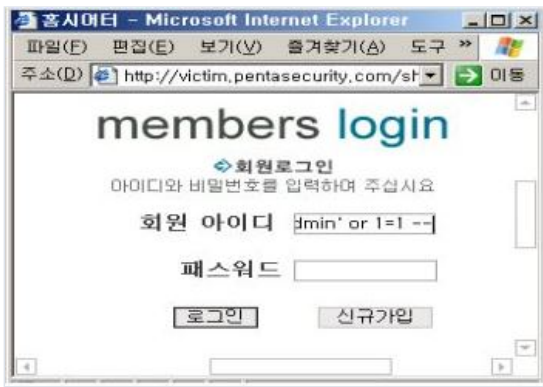 홈시어터 - Microsoft Internet Explorer
파일(F) 편집(E) 보기(V) 즐겨찾기(A) 도구 »
주소(D) http://victim,pentasecurity,com/sh 이동
members login
회원로그인
아이디와 비밀번호를 입력하여 주십시요
회원 아이디 dmin' or 1=1 --
패스워드
로그인 신규가입